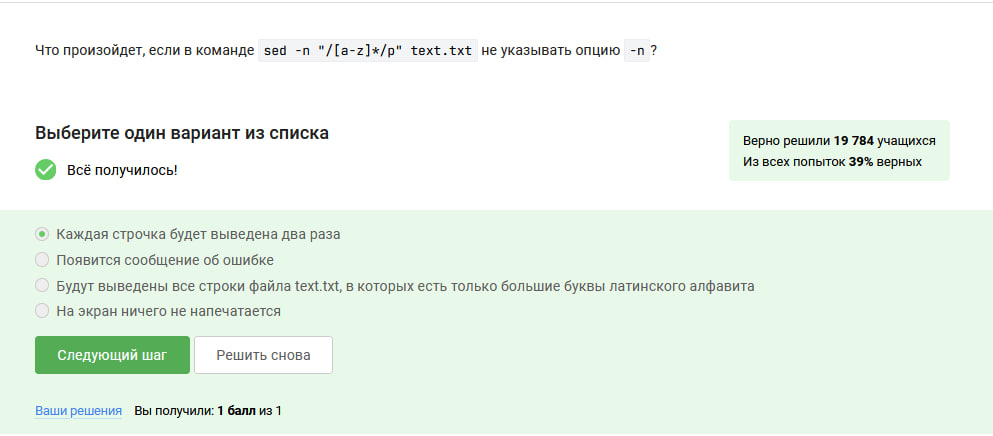 Что произойдет, если в команде sed -n "/[a-z]*/p" text.txt не указывать опцию -n?
Выберите один вариант из списка
Всё получилось!
Верно решили 19 784 учащихся
Из всех попыток 39% верных
Каждая строчка будет выведена два раза
Появится сообщение об ошибке
Будут выведены все строки файла text.txt, в которых есть только большие буквы латинского алфавита
На экран ничего не напечатается
Следующий шаг
Решить снова
Ваши решения Вы получили: 1 балл из 1